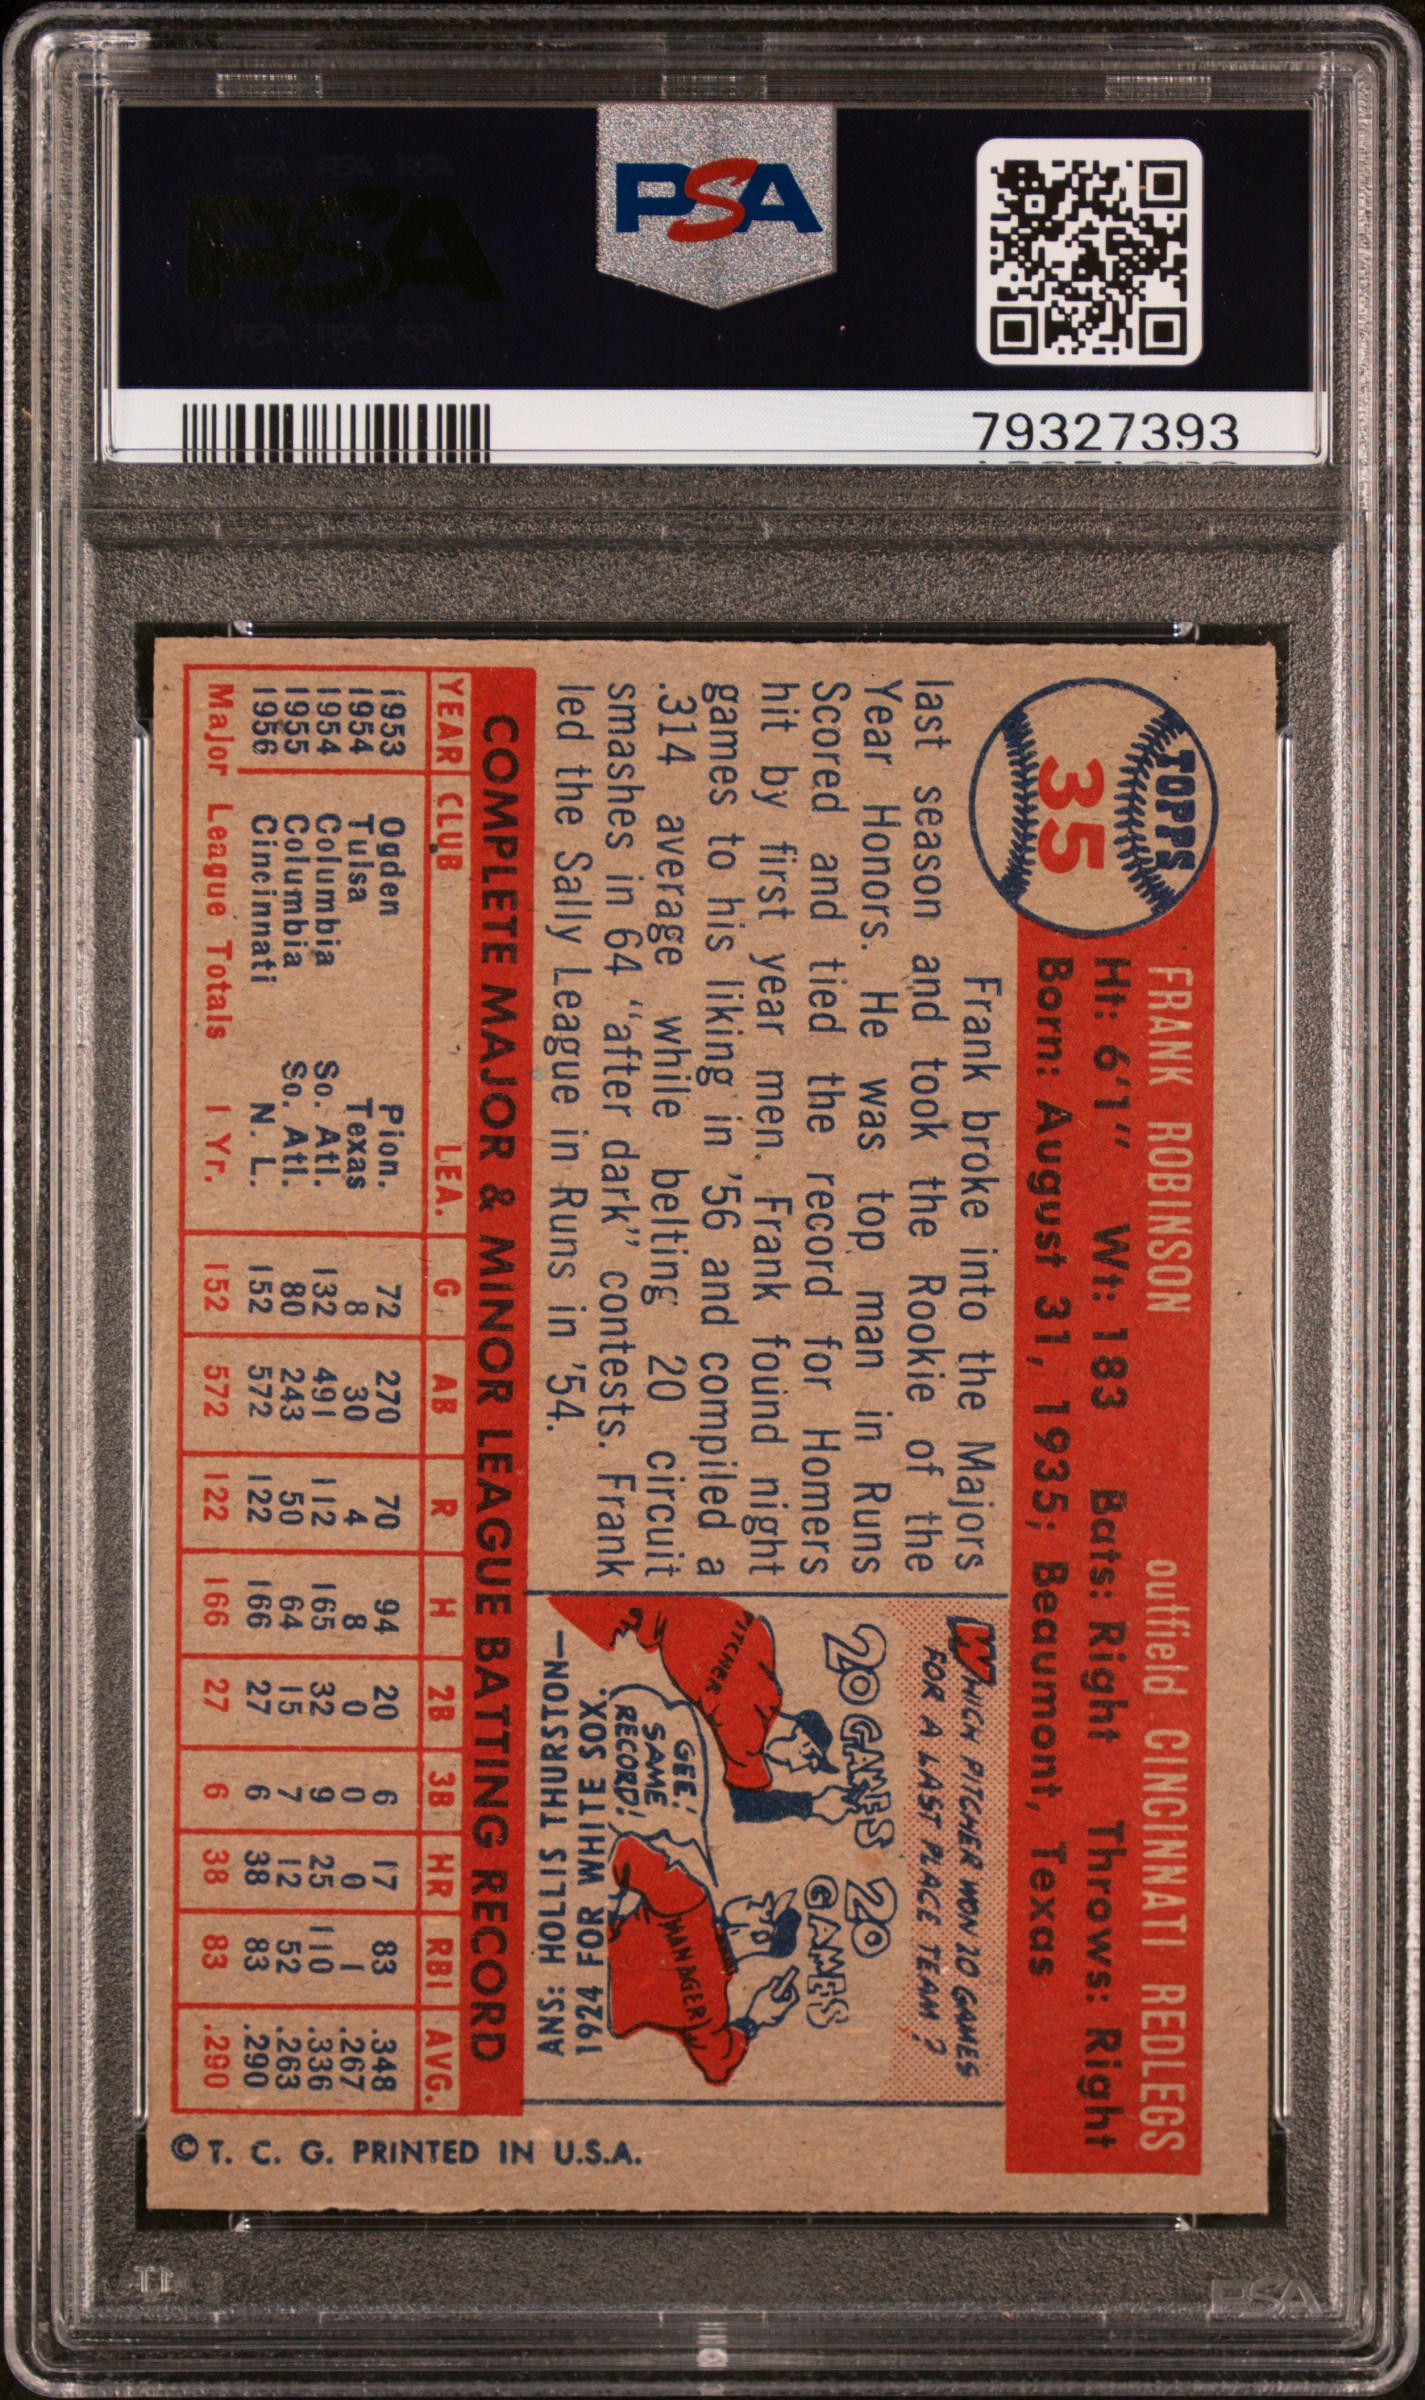 PSA PSA PSA
PSA
PSA PSA PSA
PSA
79327393
TOPPS
35
FRANK ROBINSON outfield CINCINNATI REDLEGS
Ht: 6'1" Wt: 183 Bats: Right Throws: Right
Born: August 31, 1935; Beaumont, Texas
Frank broke into the Majors
last season and took the Rookie of the
Year Honors. He was top man in Runs
Scored and tied the record for Homers
hit by first year men. Frank found night
games to his liking in '56 and compiled a
.314 average while belting 20 circuit
smashes in 64 "after dark" contests. Frank
led the Sally League in Runs in '54.
WHICH PITCHER WON 20 GAMES
FOR A LAST PLACE TEAM?
20 GAMES
20 GAMES
PITCHER
GEE!
SAME
RECORD!
MANAGER
ANS: HOLLIS THURSTON—
1924 FOR WHITE SOX.
COMPLETE MAJOR & MINOR LEAGUE BATTING RECORD
YEAR CLUB LEA. G AB R H 2B 3B HR RBI AVG.
1953 Ogden Pion. 72 270 70 94 20 6 17 83 .348
1954 Tulsa Texas 8 30 4 8 0 0 0 1 .267
1954 Columbia So. Atl. 132 491 112 165 32 9 25 110 .336
1955 Columbia So. Atl. 80 243 50 64 15 7 12 52 .263
1956 Cincinnati N. L. 152 572 122 166 27 6 38 83 .290
Major League Totals 1 Yr. 152 572 122 166 27 6 38 83 .290
© T. C. G. PRINTED IN U.S.A.
PSA